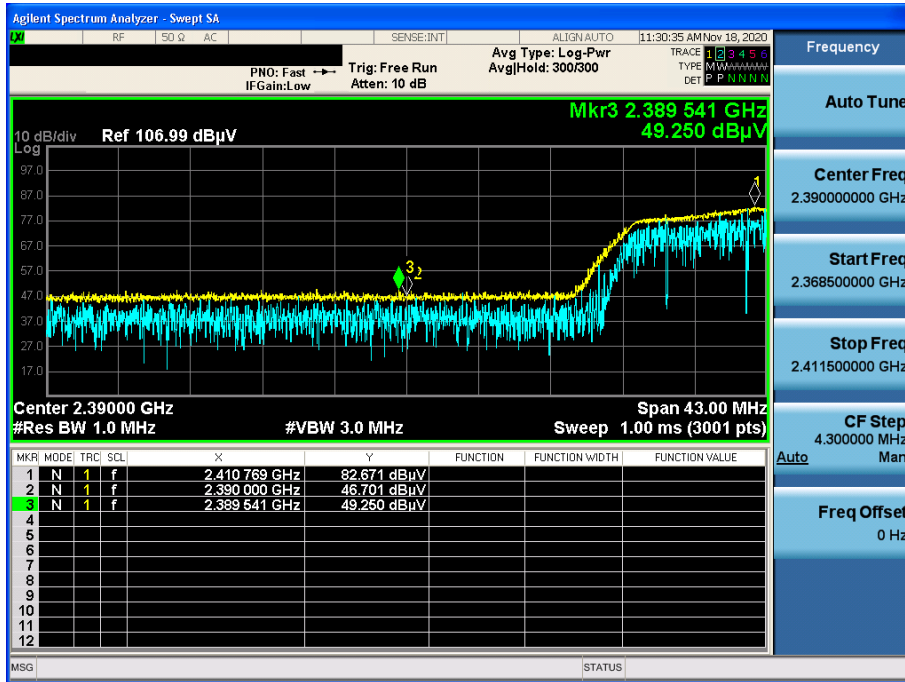 Agilent Spectrum Analyzer - Swept SA
LXI RF 50 Ω AC SENSE:INT ALIGN AUTO 11:30:35 AM Nov 18, 2020
Frequency
PNO: Fast Trig: Free Run Avg Type: Log-Pwr TRACE 1 2 3 4 5 6
IFGain:Low Atten: 10 dB Avg|Hold: 300/300 TYPE M W
DET P P N N N N
Auto Tune
Mkr3 2.389 541 GHz
49.250 dBµV
10 dB/div Ref 106.99 dBµV
Log
97.0
87.0
77.0
67.0
57.0
47.0
37.0
27.0
17.0
1
3
2
Center Freq
2.390000000 GHz
Start Freq
2.368500000 GHz
Stop Freq
2.411500000 GHz
Center 2.39000 GHz Span 43.00 MHz
#Res BW 1.0 MHz #VBW 3.0 MHz Sweep 1.00 ms (3001 pts)
CF Step
4.300000 MHz
Auto Man
MKR MODE TRC SCL X Y FUNCTION FUNCTION WIDTH FUNCTION VALUE
1 N 1 f 2.410 769 GHz 82.671 dBµV
2 N 1 f 2.390 000 GHz 46.701 dBµV
3 N 1 f 2.389 541 GHz 49.250 dBµV
4
5
6
7
8
9
10
11
12
Freq Offset
0 Hz
MSG STATUS